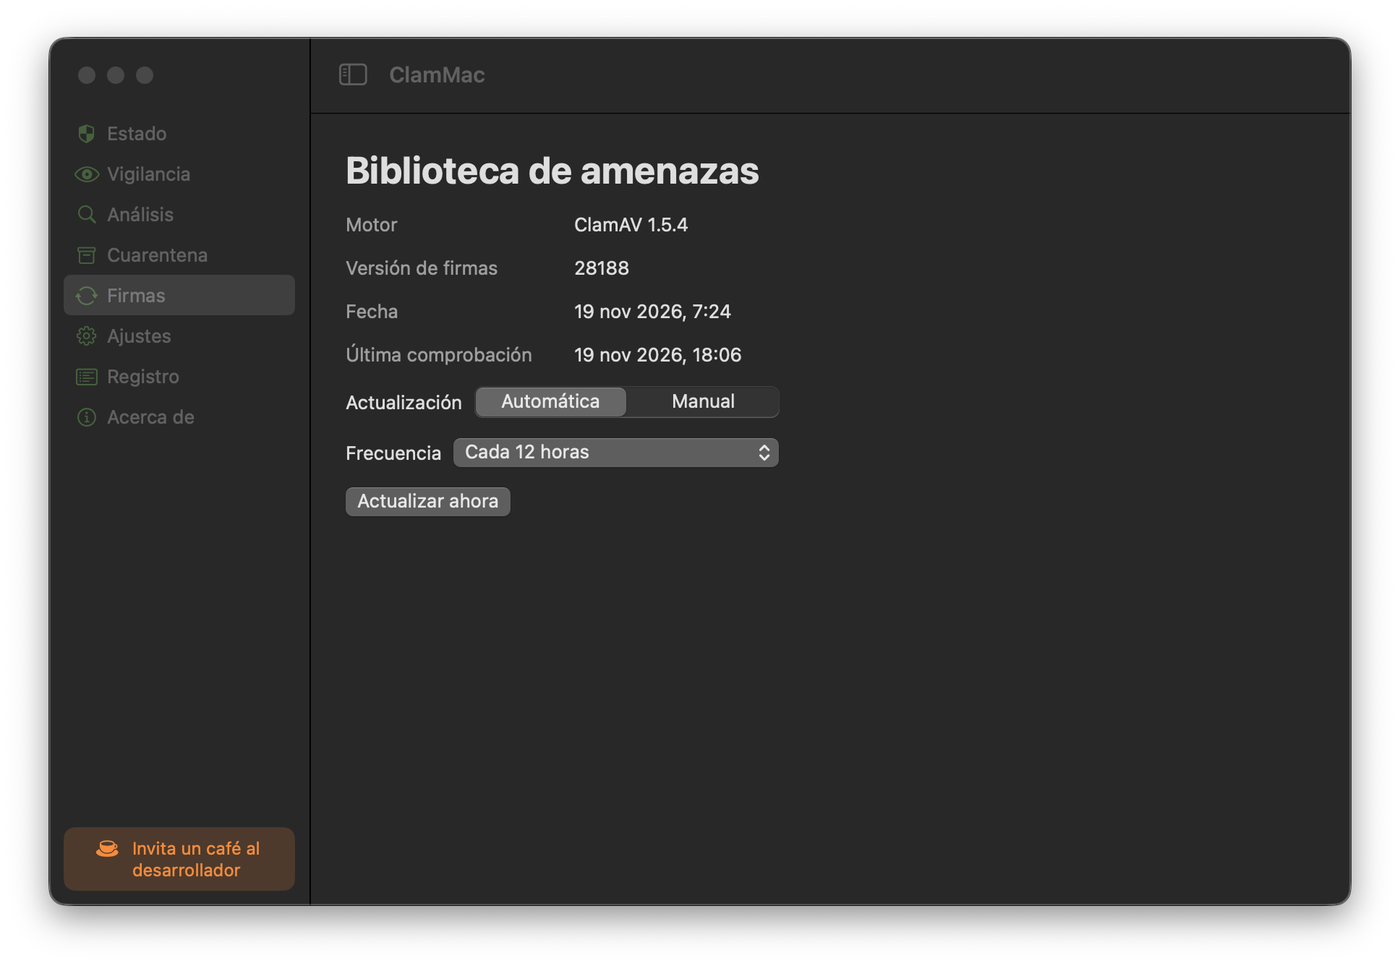 ClamMac
Estado
Vigilancia
Análisis
Cuarentena
Firmas
Ajustes
Registro
Acerca de
Invita un café al
desarrollador
Biblioteca de amenazas
Motor ClamAV 1.5.4
Versión de firmas 28188
Fecha 19 nov 2026, 7:24
Última comprobación 19 nov 2026, 18:06
Actualización Automática Manual
Frecuencia Cada 12 horas
Actualizar ahora